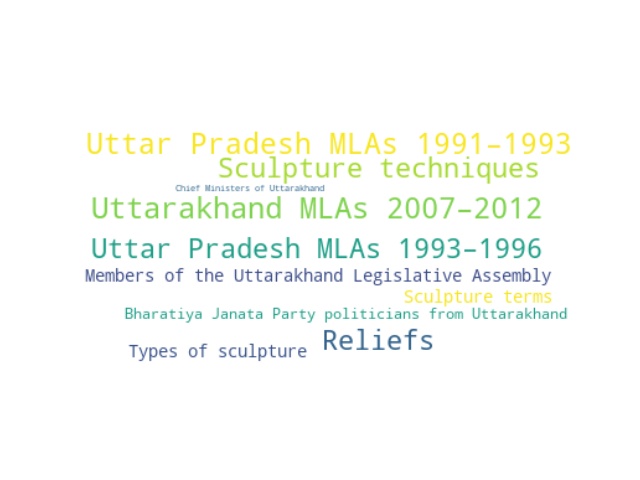 Uttar Pradesh MLAs 1991–1993
Sculpture techniques
Chief Ministers of Uttarakhand
Uttarakhand MLAs 2007–2012
Uttar Pradesh MLAs 1993–1996
Members of the Uttarakhand Legislative Assembly
Sculpture terms
Bharatiya Janata Party politicians from Uttarakhand
Reliefs
Types of sculpture